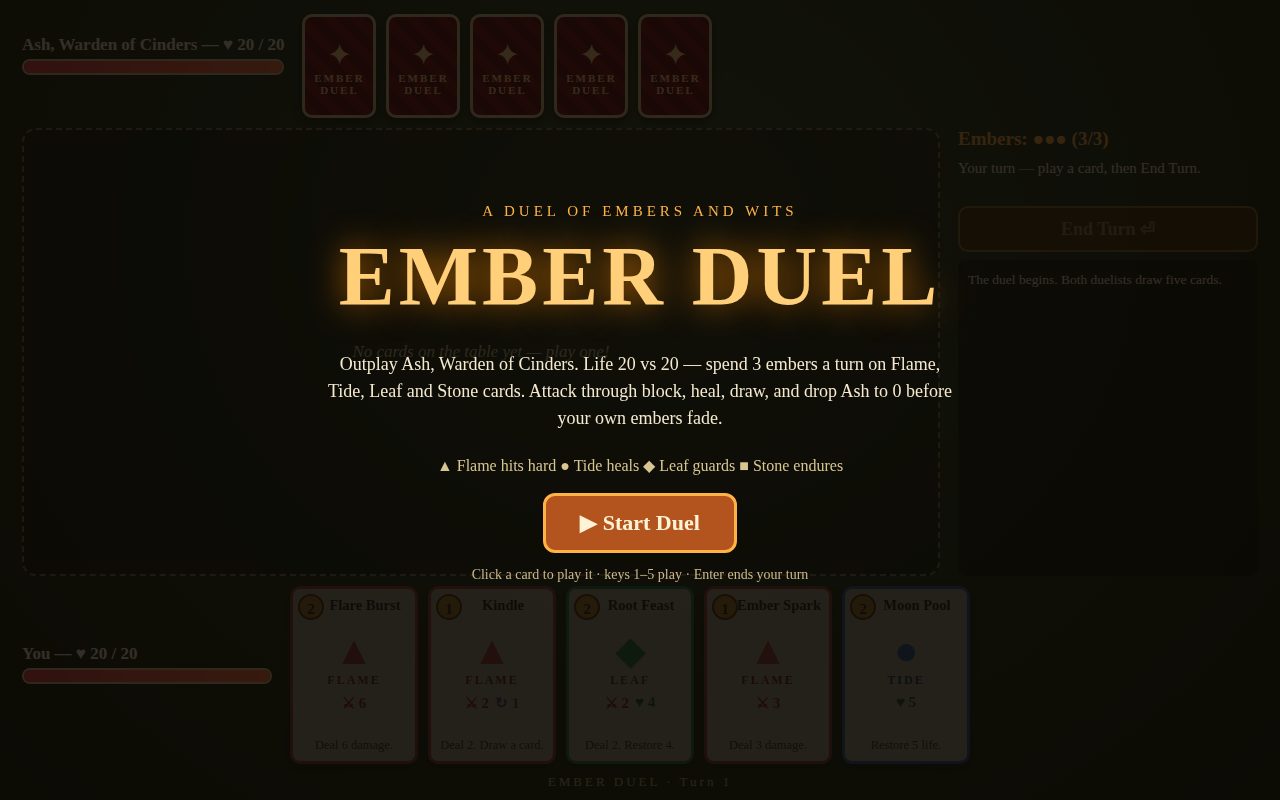 Ash, Warden of Cinders — ♥ 20 / 20
✦ EMBER DUEL
✦ EMBER DUEL
✦ EMBER DUEL
✦ EMBER DUEL
✦ EMBER DUEL
Embers: ●●● (3/3)
Your turn — play a card, then End Turn.
End Turn ⏎
The duel begins. Both duelists draw five cards.
A DUEL OF EMBERS AND WITS
EMBER DUEL
No cards on the table yet — play one!
Outplay Ash, Warden of Cinders. Life 20 vs 20 — spend 3 embers a turn on Flame,
Tide, Leaf and Stone cards. Attack through block, heal, draw, and drop Ash to 0 before
your own embers fade.
▲ Flame hits hard ● Tide heals ◆ Leaf guards ■ Stone endures
▶ Start Duel
Click a card to play it · keys 1–5 play · Enter ends your turn
You — ♥ 20 / 20
2 Flare Burst
▲
FLAME
⚔ 6
Deal 6 damage.
1 Kindle
▲
FLAME
⚔ 2 ↻ 1
Deal 2. Draw a card.
2 Root Feast
◆
LEAF
⚔ 2 ♥ 4
Deal 2. Restore 4.
1 Ember Spark
▲
FLAME
⚔ 3
Deal 3 damage.
2 Moon Pool
●
TIDE
♥ 5
Restore 5 life.
EMBER DUEL · Turn 1